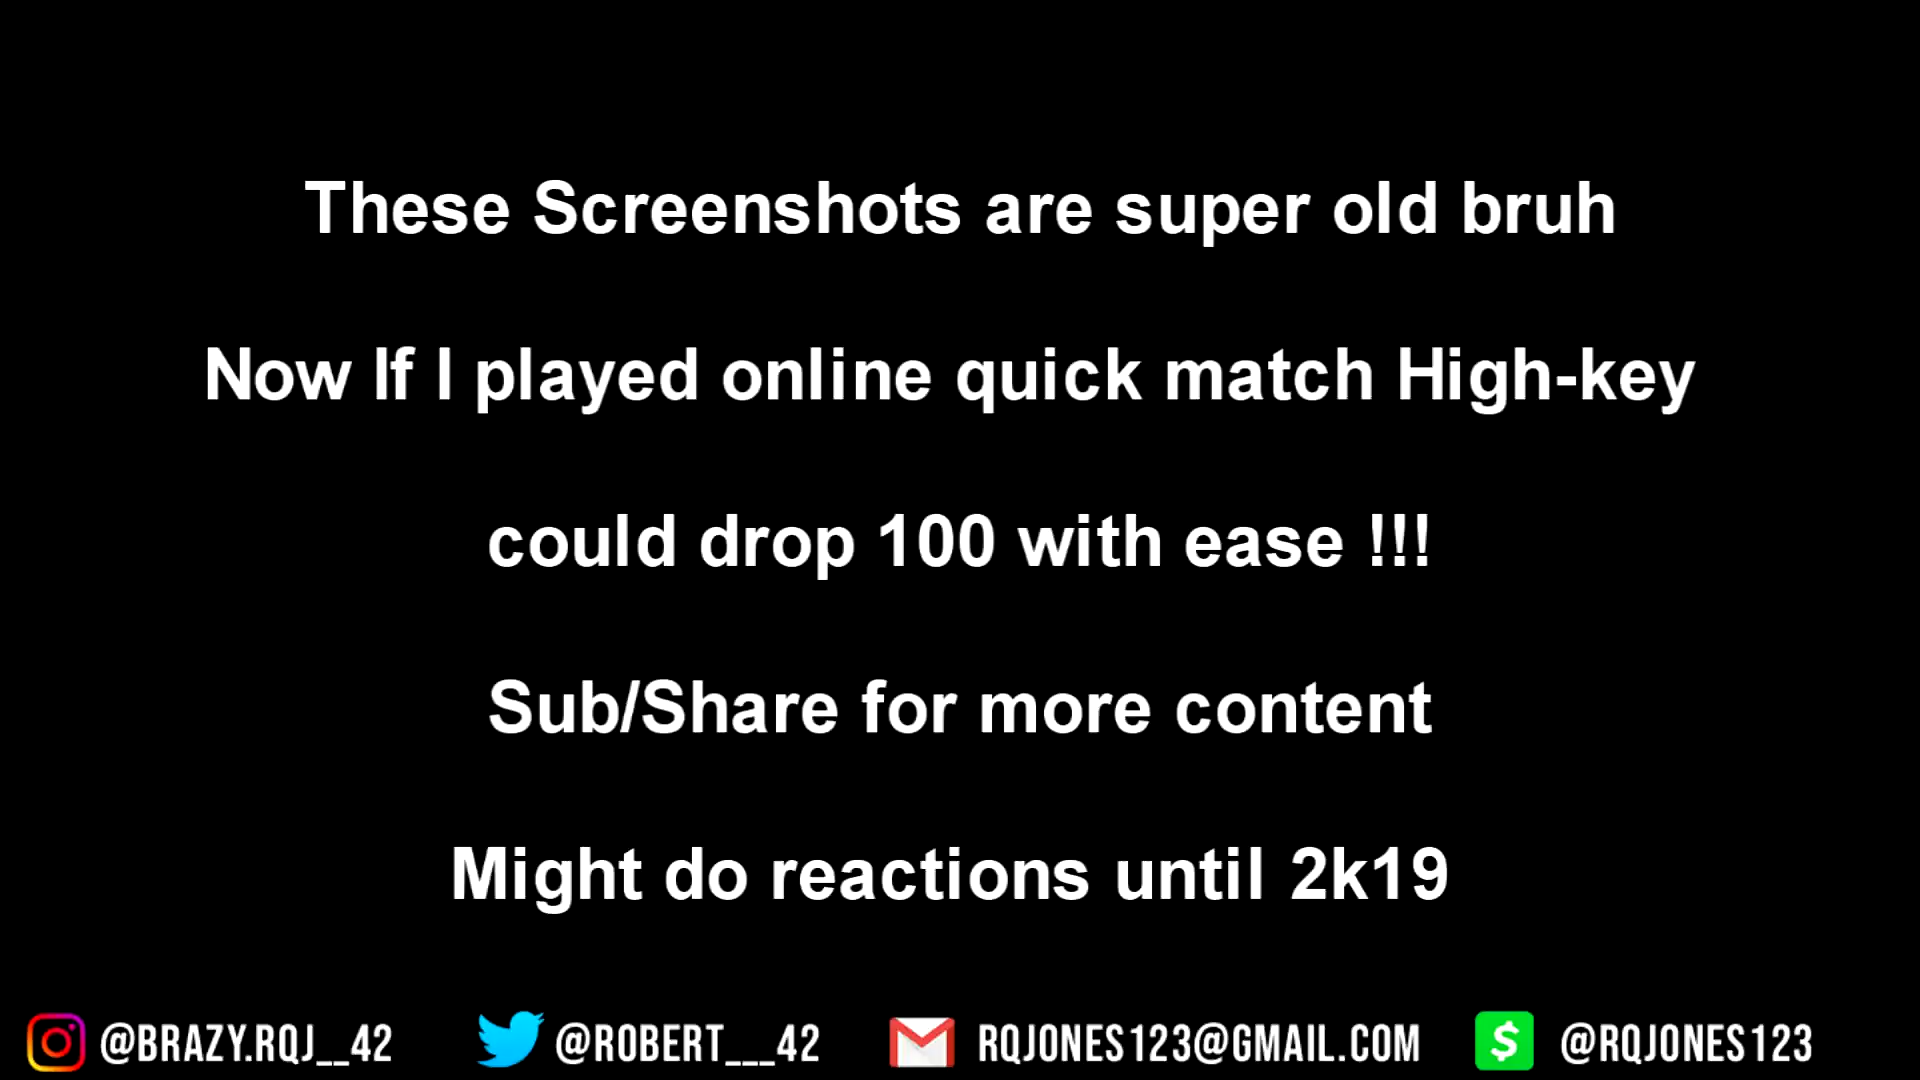 These Screenshots are super old bruh
Now If I played online quick match High-key
could drop 100 with ease !!!
Sub/Share for more content
Might do reactions until 2k19
@BRAZY.RQJ__42 @ROBERT___42 RQJONES123@GMAIL.COM $ @RQJONES123